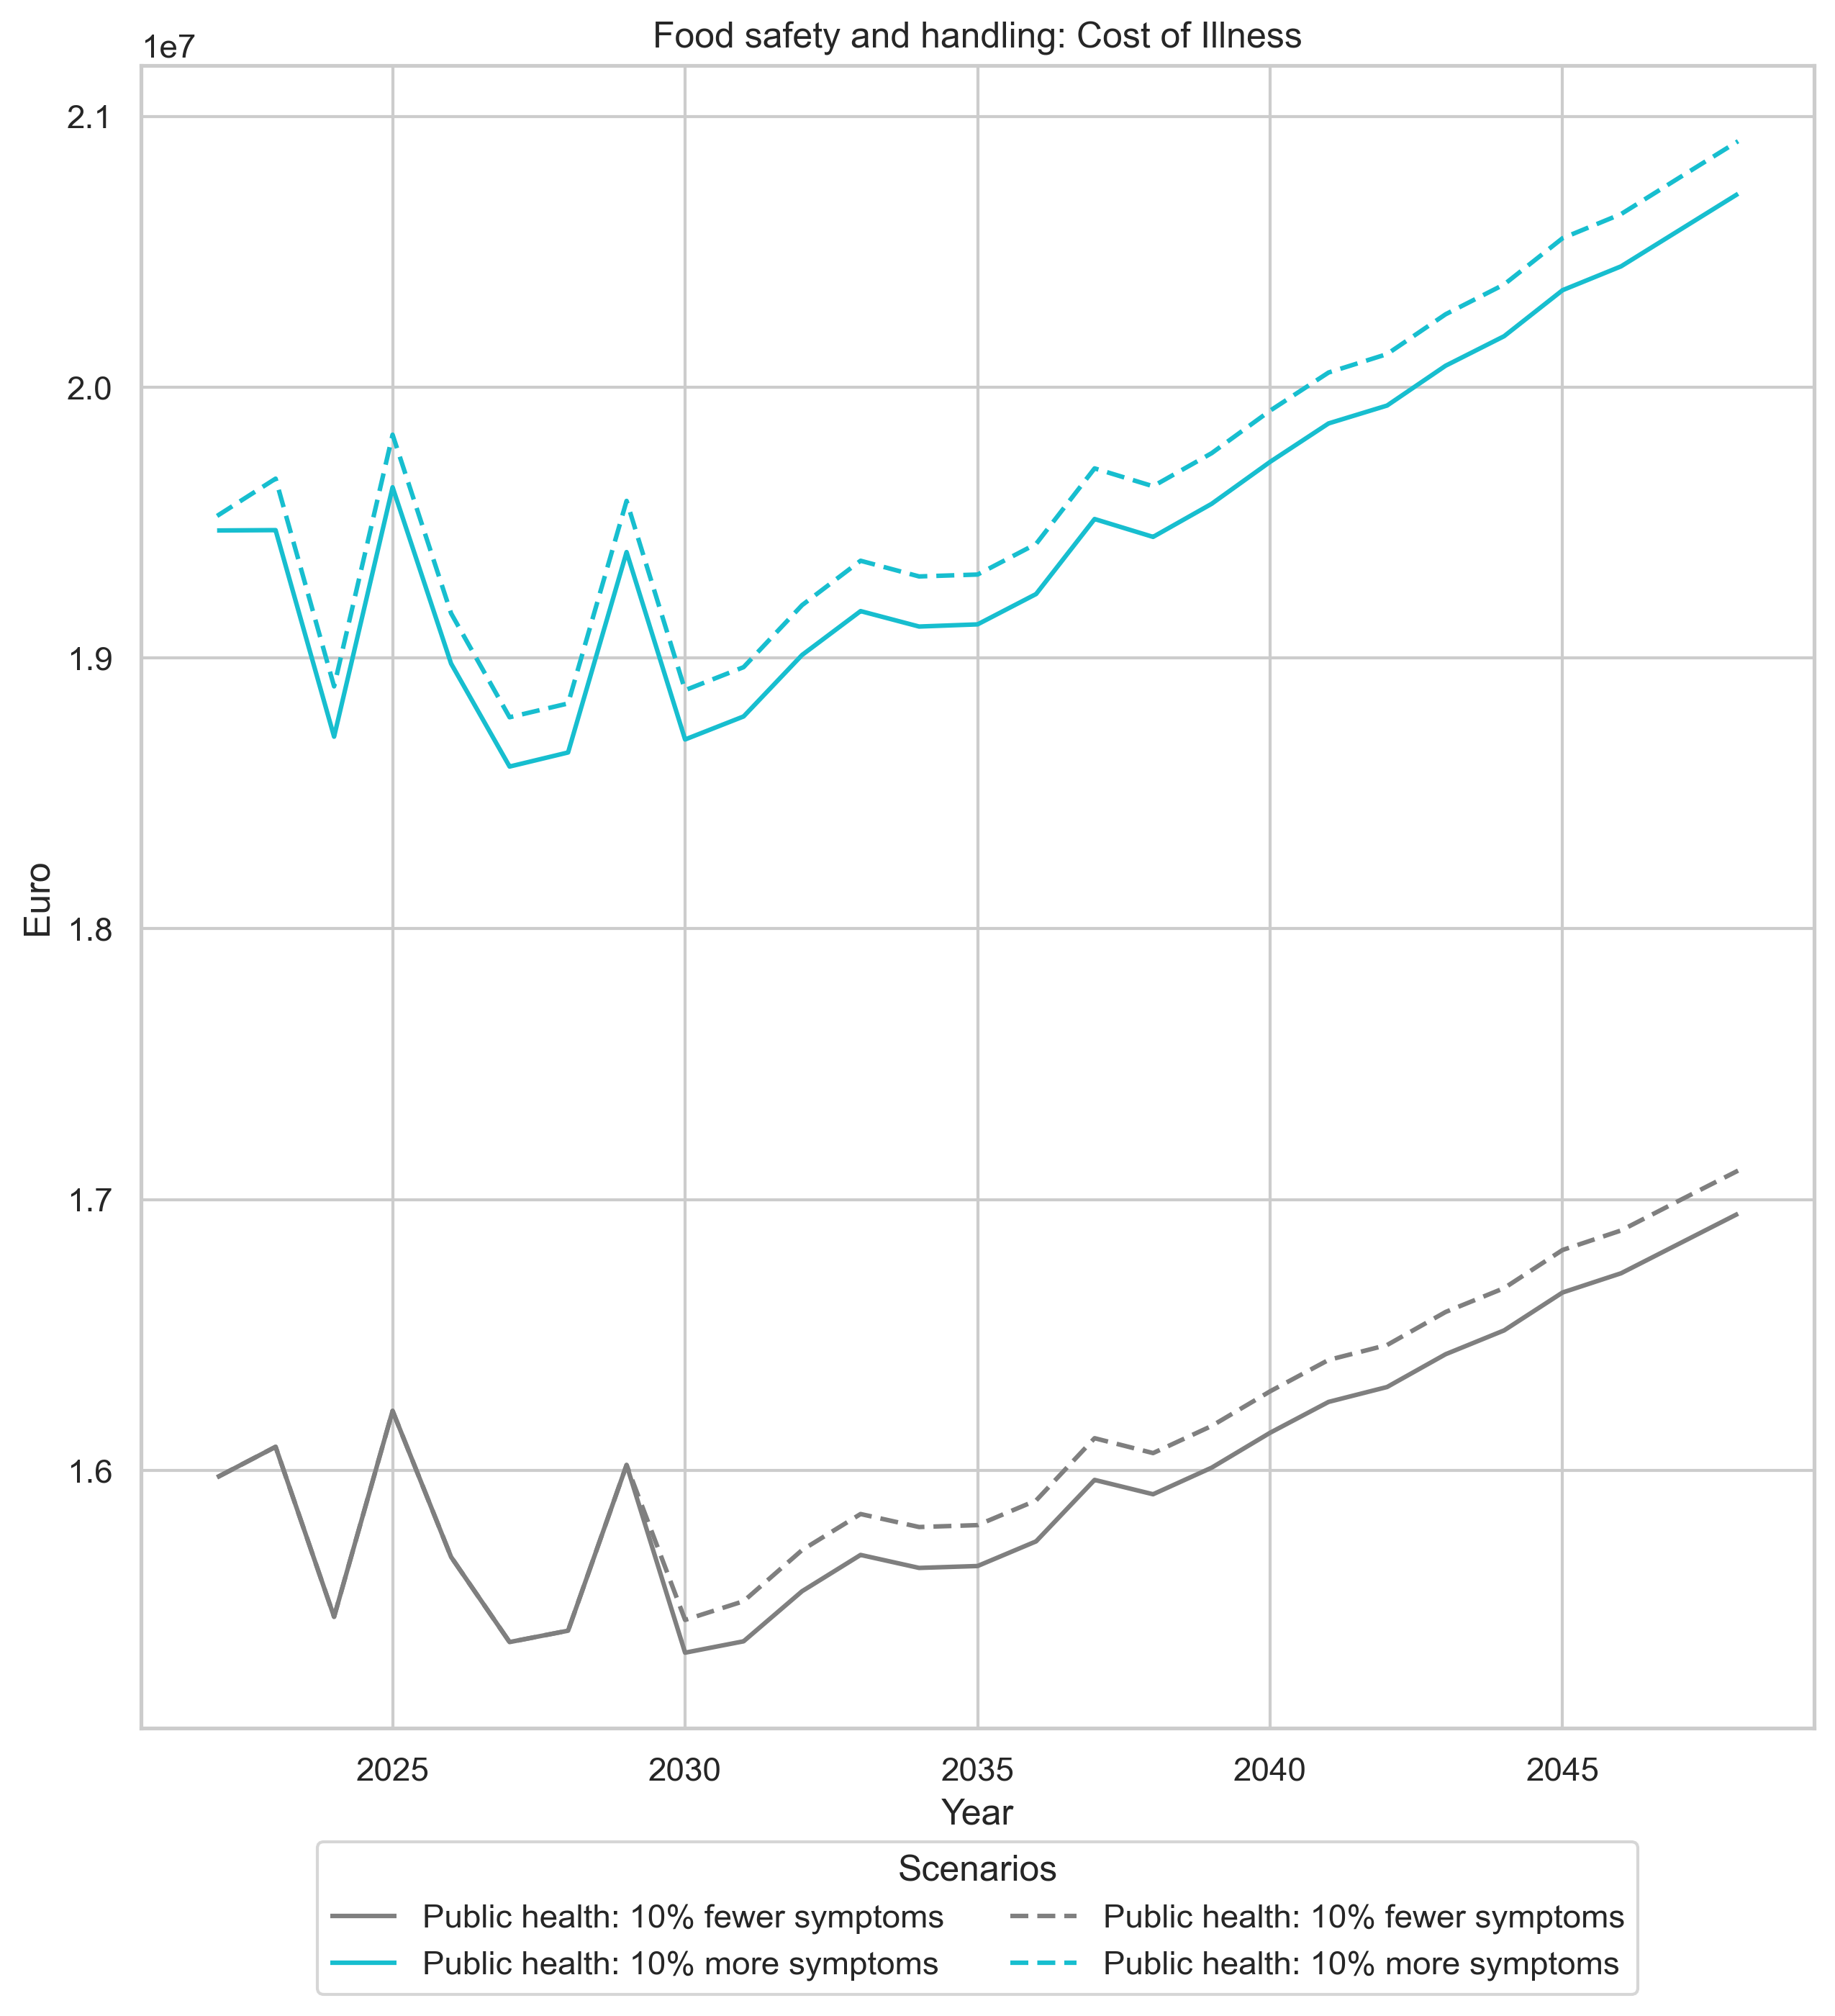 Food safety and handling: Cost of Illness
1e7
2.1
2.0
1.9
1.8
1.7
1.6
Euro
2025 2030 2035 2040 2045
Year
Scenarios
Public health: 10% fewer symptoms Public health: 10% fewer symptoms
Public health: 10% more symptoms Public health: 10% more symptoms